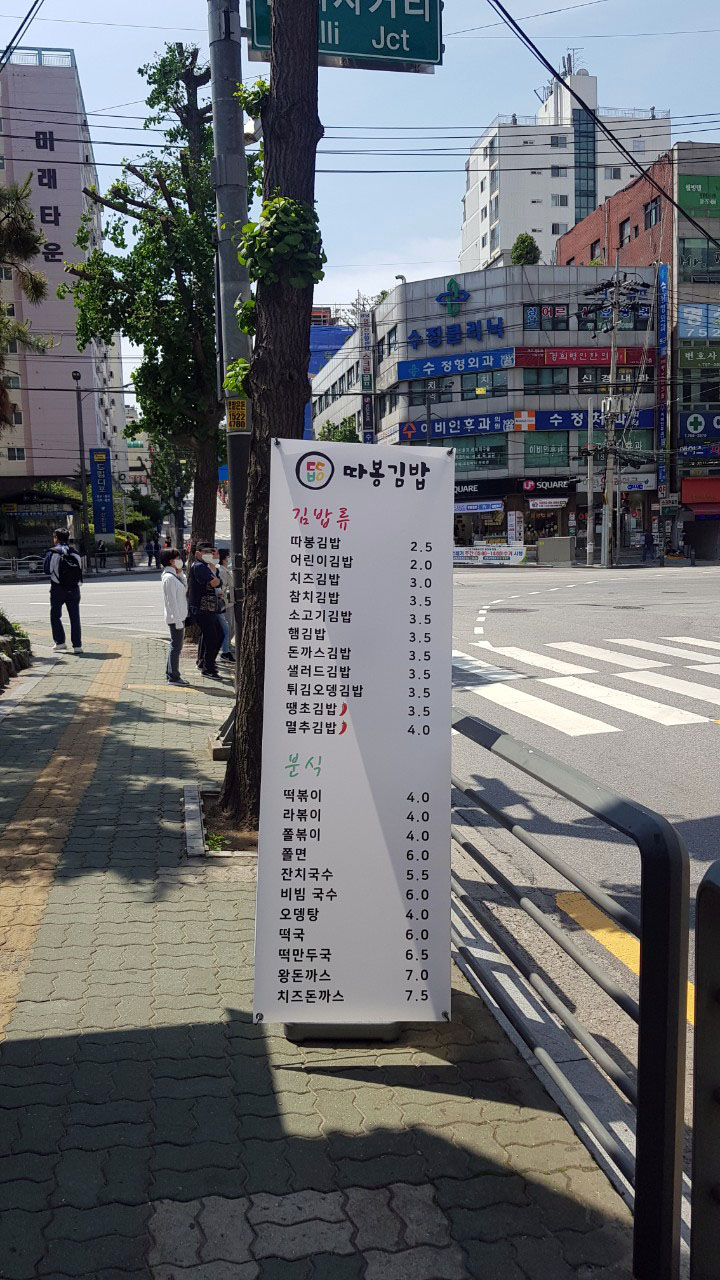 lli Jct
미래타운
수정클리닉
수정형외과
이비인후과
따봉김밥
김밥류
따봉김밥 2.5
어린이김밥 2.0
치즈김밥 3.0
참치김밥 3.5
소고기김밥 3.5
햄김밥 3.5
돈까스김밥 3.5
샐러드김밥 3.5
튀김오뎅김밥 3.5
땡초김밥 3.5
멸추김밥 4.0
분식
떡볶이 4.0
라볶이 4.0
쫄볶이 4.0
쫄면 6.0
잔치국수 5.5
비빔 국수 6.0
오뎅탕 4.0
떡국 6.0
떡만두국 6.5
왕돈까스 7.0
치즈돈까스 7.5